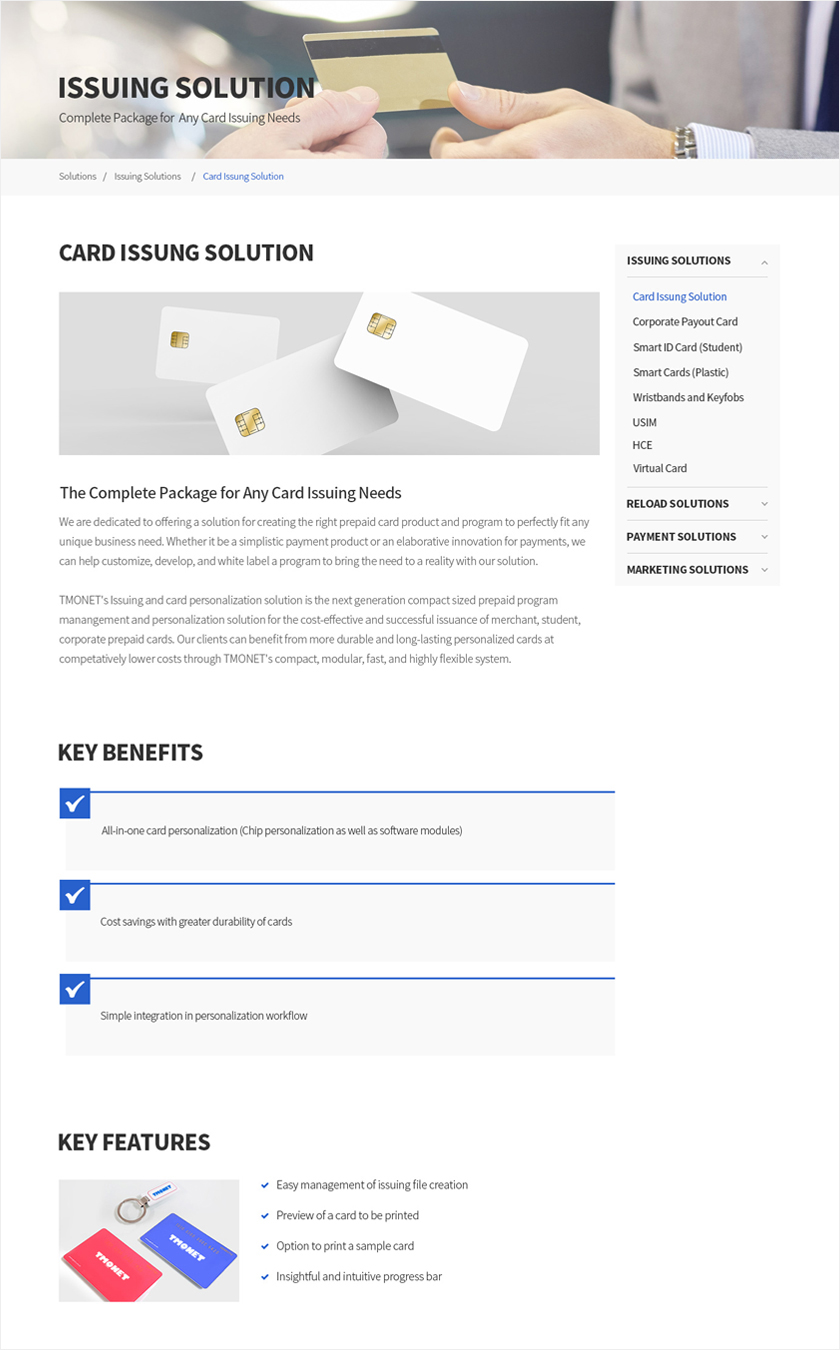 ISSUING SOLUTION
Complete Package for Any Card Issuing Needs
Solutions / Issuing Solutions / Card Issung Solution
CARD ISSUNG SOLUTION
The Complete Package for Any Card Issuing Needs
We are dedicated to offering a solution for creating the right prepaid card product and program to perfectly fit any
unique business need. Whether it be a simplistic payment product or an elaborative innovation for payments, we
can help customize, develop, and white label a program to bring the need to a reality with our solution.
TMONET's Issuing and card personalization solution is the next generation compact sized prepaid program
manangement and personalization solution for the cost-effective and successful issuance of merchant, student,
corporate prepaid cards. Our clients can benefit from more durable and long-lasting personalized cards at
competatively lower costs through TMONET's compact, modular, fast, and highly flexible system.
ISSUING SOLUTIONS
Card Issung Solution
Corporate Payout Card
Smart ID Card (Student)
Smart Cards (Plastic)
Wristbands and Keyfobs
USIM
HCE
Virtual Card
RELOAD SOLUTIONS
PAYMENT SOLUTIONS
MARKETING SOLUTIONS
KEY BENEFITS
All-in-one card personalization (Chip personalization as well as software modules)
Cost savings with greater durability of cards
Simple integration in personalization workflow
KEY FEATURES
TMONET
TMONET
TMONET
Easy management of issuing file creation
Preview of a card to be printed
Option to print a sample card
Insightful and intuitive progress bar